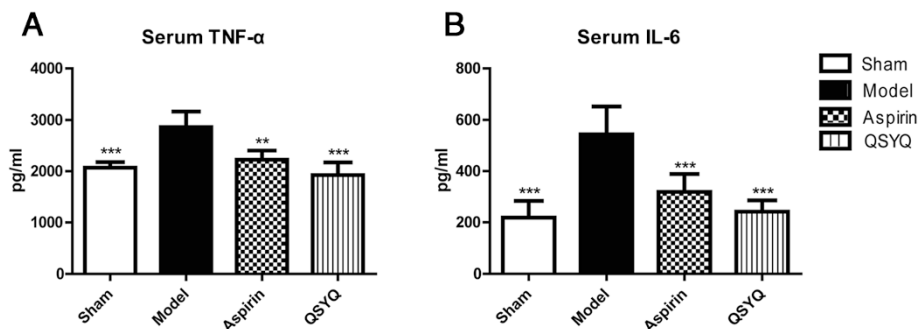 A
Serum TNF-α
pg/ml
4000
3000
2000
1000
0
***
**
***
Sham
Model
Aspirin
QSYQ
B
Serum IL-6
pg/ml
800
600
400
200
0
***
***
***
Sham
Model
Aspirin
QSYQ
Sham
Model
Aspirin
QSYQ